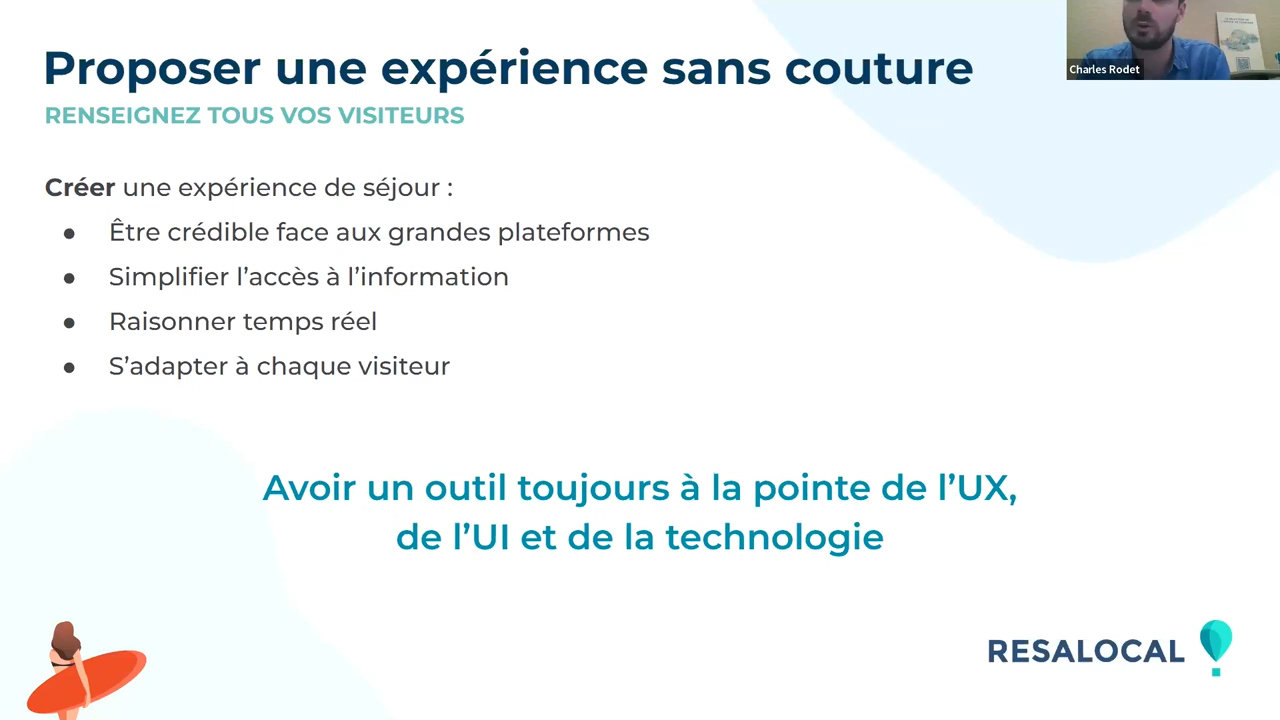 Proposer une expérience sans couture
RENSEIGNEZ TOUS VOS VISITEURS
Charles Rodet
Créer une expérience de séjour :
● Être crédible face aux grandes plateformes
● Simplifier l’accès à l’information
● Raisonner temps réel
● S’adapter à chaque visiteur
Avoir un outil toujours à la pointe de l’UX,
de l’UI et de la technologie
RESALOCAL